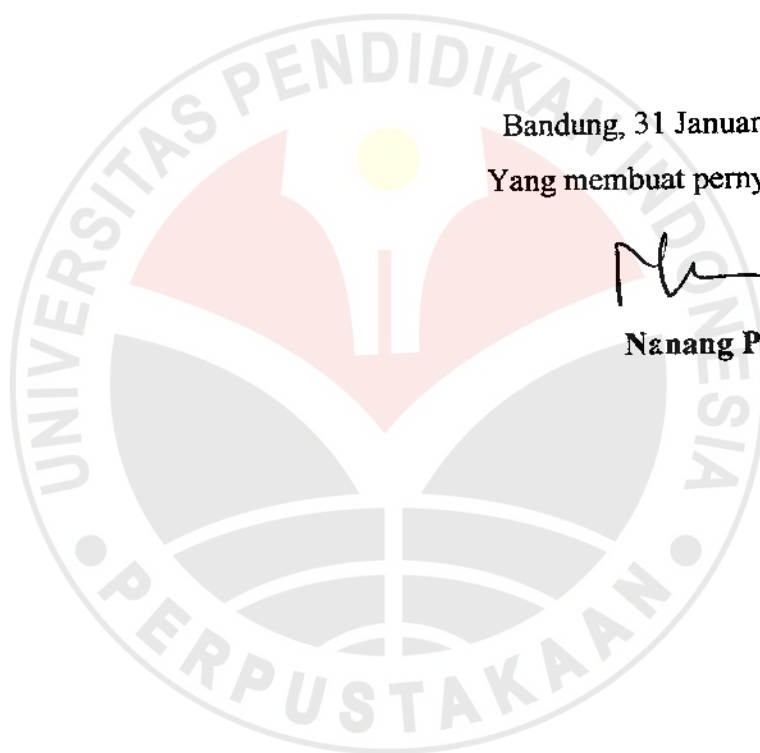 UNIVERSITAS PENDIDIKAN INDONESIA
PERPUSTAKAAN
Bandung, 31 Januar
Yang membuat perny
Nanang P